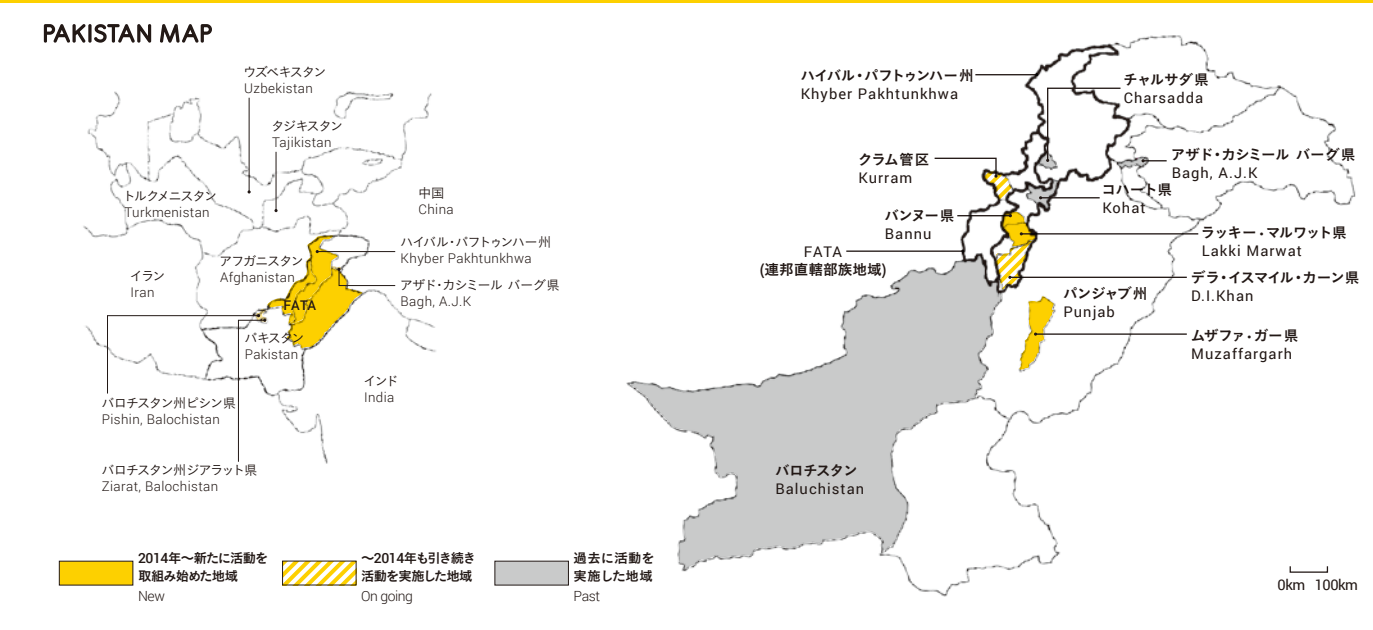 PAKISTAN MAP
ウズベキスタン
Uzbekistan
タジキスタン
Tajikistan
トルクメニスタン
Turkmenistan
中国
China
アフガニスタン
Afghanistan
イラン
Iran
ハイバル・パフトゥンハー州
Khyber Pakhtunkhwa
アザド・カシミール バーグ県
Bagh, A.J.K
FATA
パキスタン
Pakistan
インド
India
バロチスタン州ピシン県
Pishin, Balochistan
バロチスタン州ジアラット県
Ziarat, Balochistan
ハイバル・パフトゥンハー州
Khyber Pakhtunkhwa
チャルサダ県
Charsadda
クラム管区
Kurram
アザド・カシミール バーグ県
Bagh, A.J.K
コハート県
Kohat
バンヌー県
Bannu
ラッキー・マルワット県
Lakki Marwat
FATA
(連邦直轄部族地域)
デラ・イスマイル・カーン県
D.I.Khan
パンジャブ州
Punjab
ムザファ・ガー県
Muzaffargarh
バロチスタン
Baluchistan
2014年〜新たに活動を
取組み始めた地域
New
〜2014年も引き続き
活動を実施した地域
On going
過去に活動を
実施した地域
Past
0km 100km